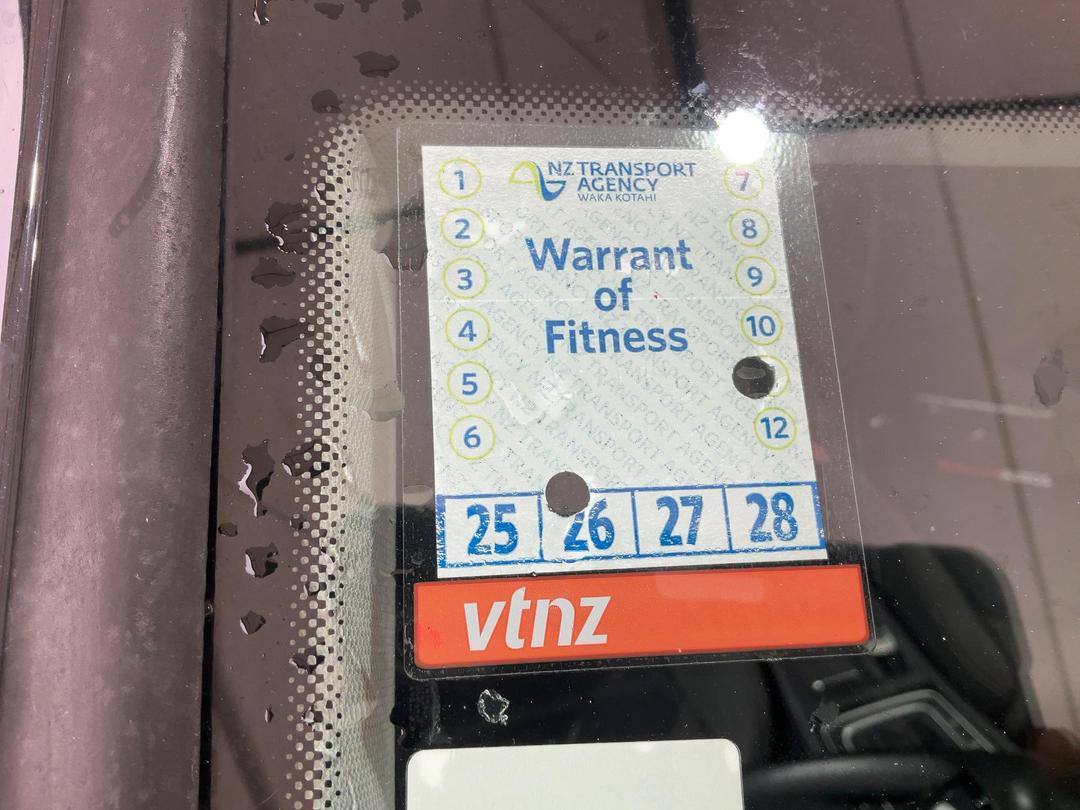 NZ TRANSPORT
AGENCY
WAKA KOTAHI
1
7
2
8
Warrant
of
Fitness
3
9
4
10
5
6
12
25 26 27 28
vtnz